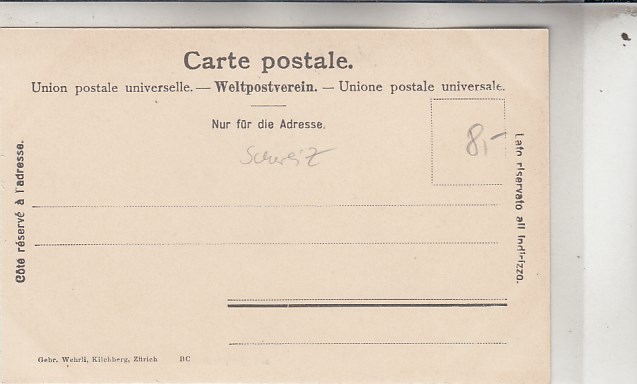 Carte postale.
Union postale universelle. — Weltpostverein. — Unione postale universale.
Nur für die Adresse.
Schweiz
8,-
Côté réservé à l'adresse.
Lato riservato all indirizzo.
Gebr. Wehrli, Kilchberg, Zürich BC